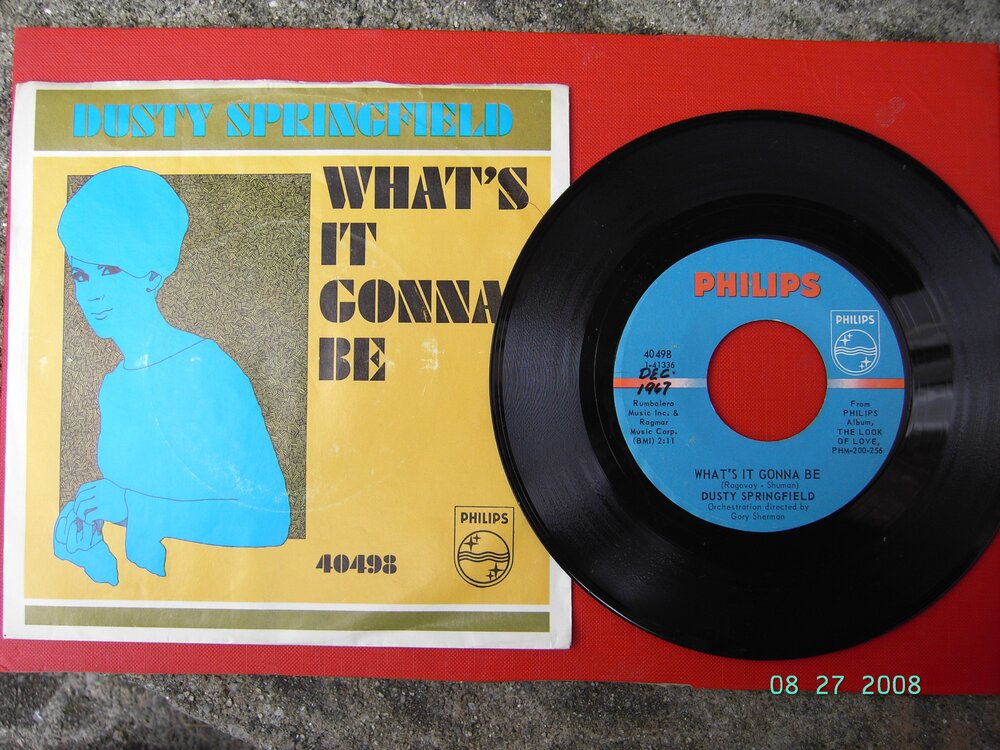 DUSTY SPRINGFIELD
WHAT'S
IT
GONNA
BE
40498
PHILIPS
PHILIPS
PHILIPS
40498
1-41336
DEC.
1967
Rumbalero
Music Inc. &
Ragmar
Music Corp.
(BMI) 2:11
From
PHILIPS
Album,
THE LOOK
OF LOVE,
PHM-200-256
WHAT'S IT GONNA BE
(Ragovoy - Shuman)
DUSTY SPRINGFIELD
Orchestration directed by
Gary Sherman
08 27 2008